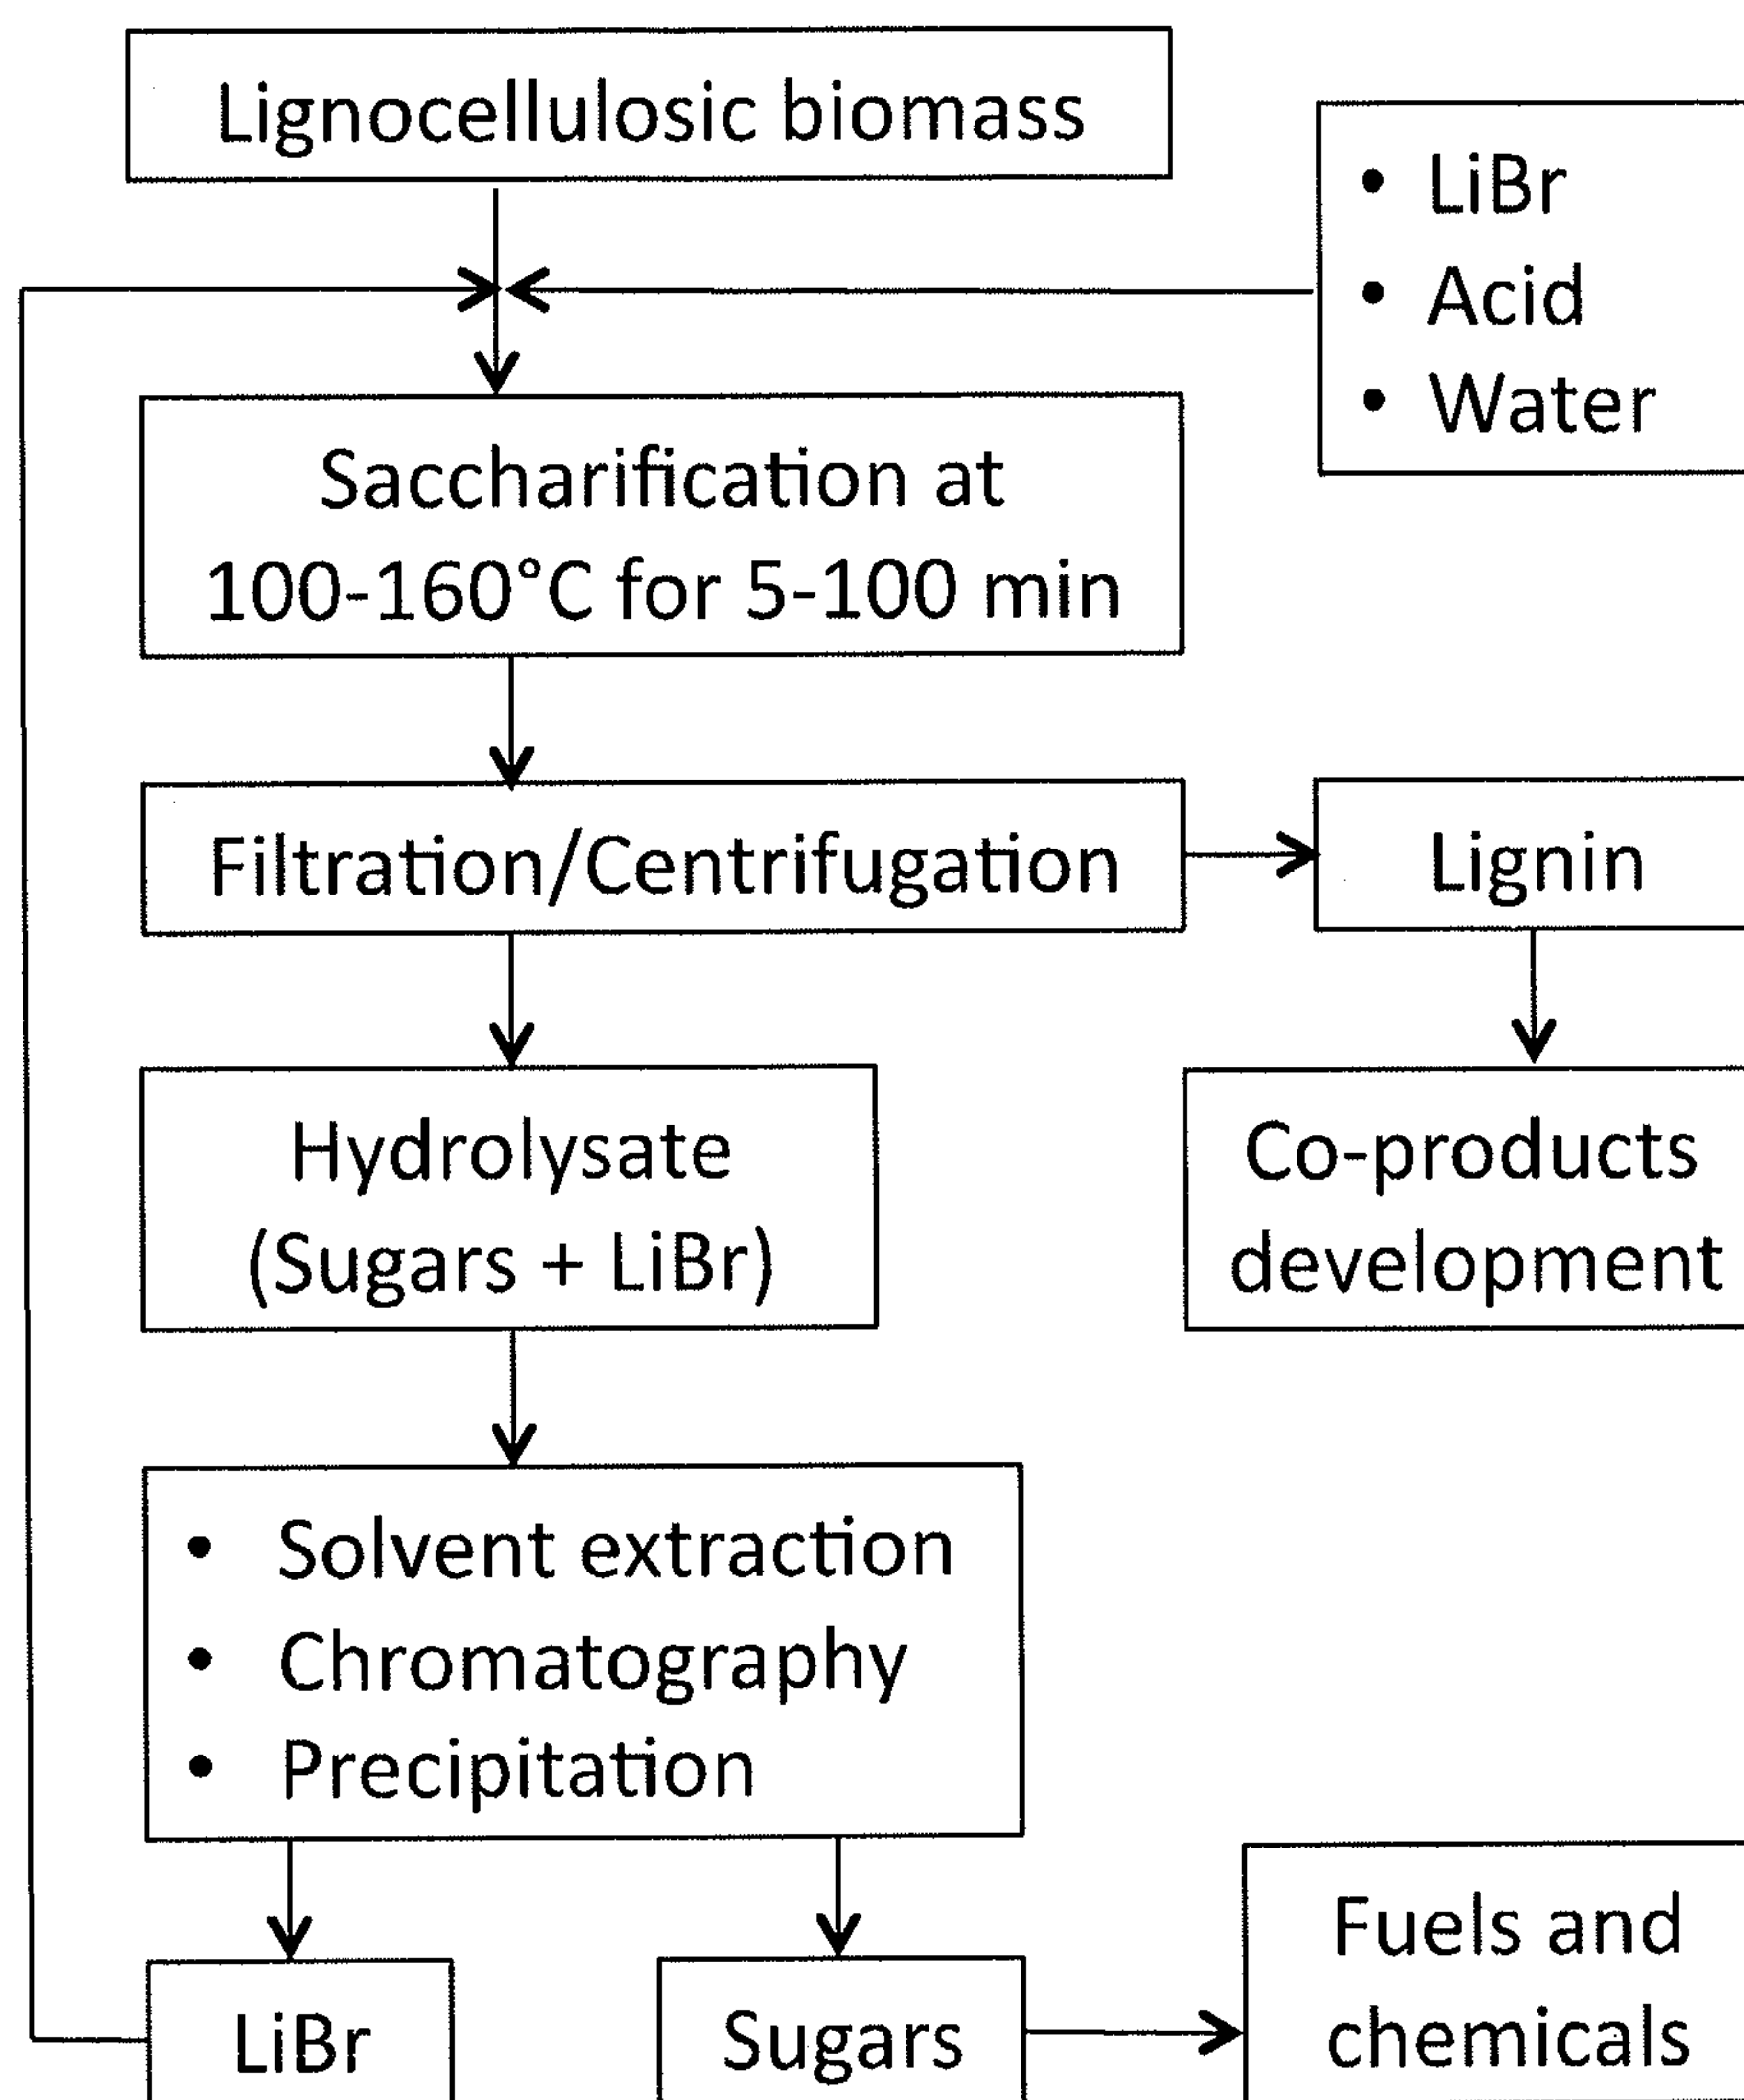 Lignocellulosic biomass
• LiBr
• Acid
• Water
Saccharification at
100-160°C for 5-100 min
Filtration/Centrifugation
Lignin
Hydrolysate
(Sugars + LiBr)
Co-products
development
• Solvent extraction
• Chromatography
• Precipitation
LiBr
Sugars
Fuels and
chemicals